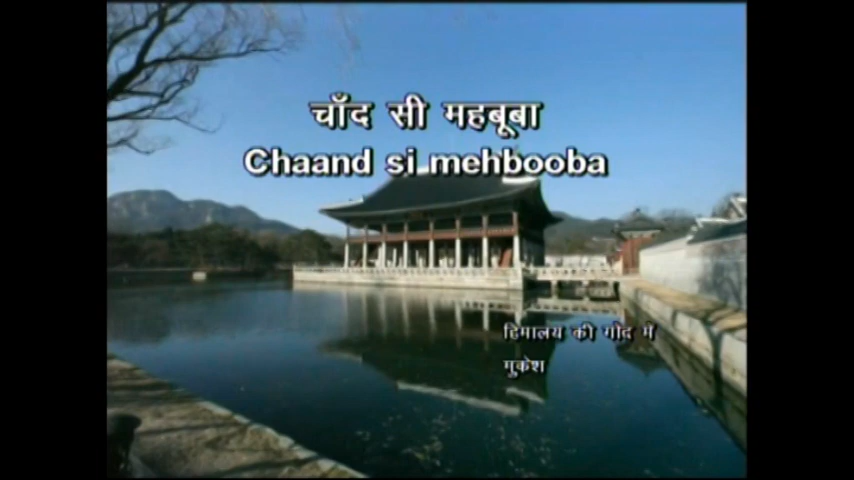 चाँद सी महबूबा
Chaand si mehbooba
हिमालय की गोद में
मुकेश